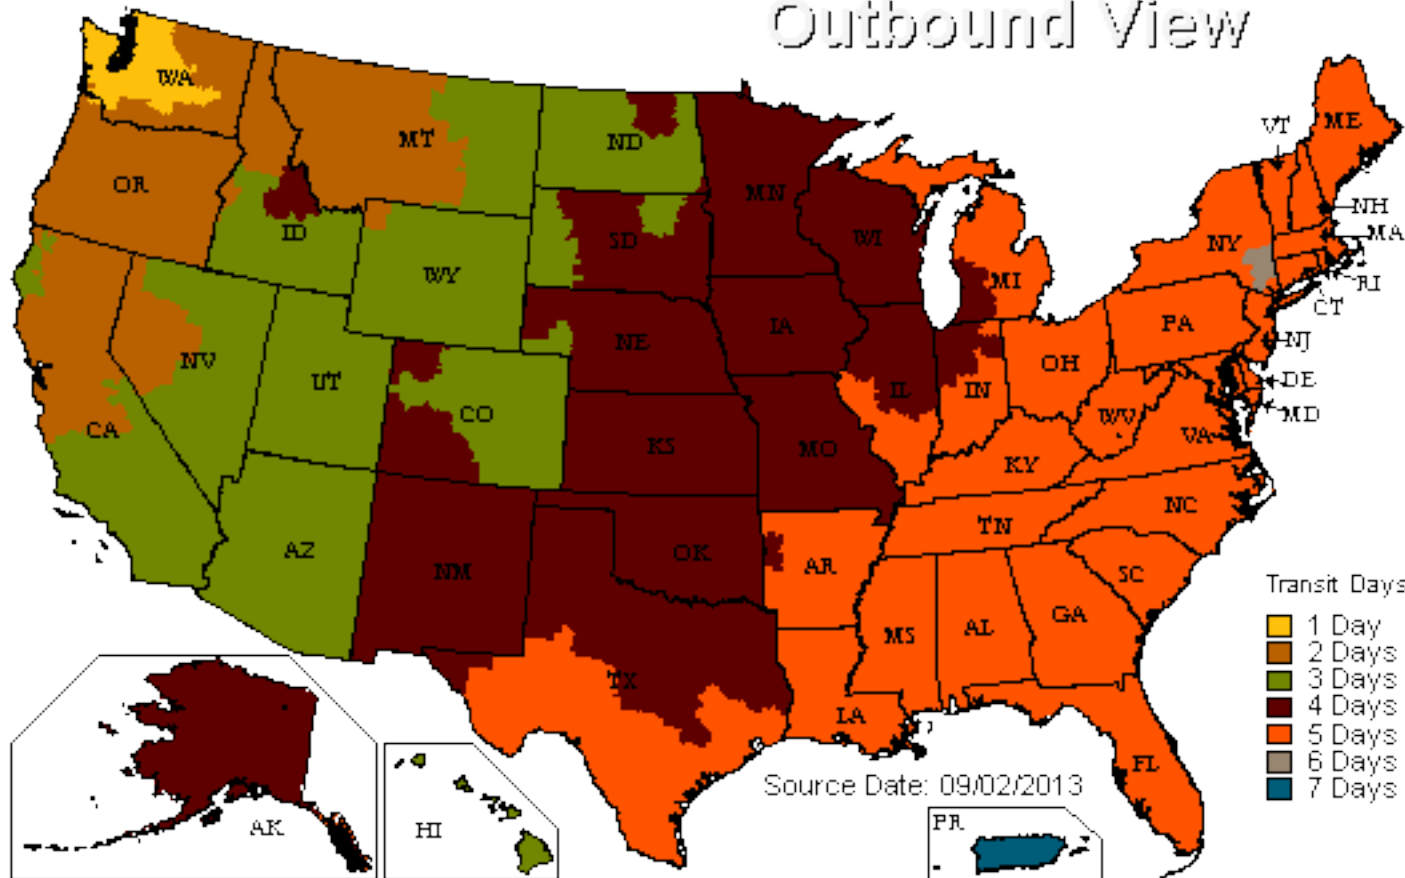 Outbound View
WA
MT
ND
MN
VT
ME
OR
ID
WY
SD
WI
MI
NY
NH
MA
RI
CT
NV
UT
CO
NE
IA
IL
IN
OH
PA
NJ
DE
MD
CA
KS
MO
WV
VA
KY
AZ
NM
OK
AR
TN
NC
SC
TX
LA
MS
AL
GA
FL
AK
HI
Source Date: 09/02/2013
PR
Transit Days
1 Day
2 Days
3 Days
4 Days
5 Days
6 Days
7 Days